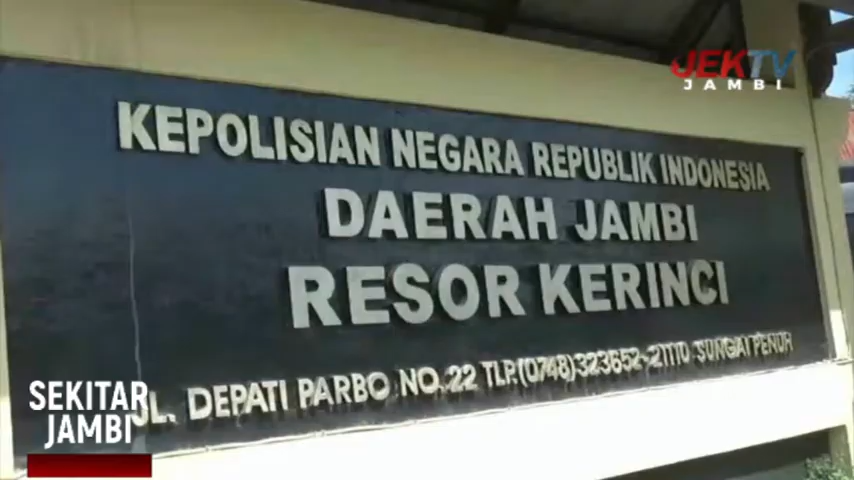 JEKTV
JAMBI
KEPOLISIAN NEGARA REPUBLIK INDONESIA
DAERAH JAMBI
RESOR KERINCI
JL. DEPATI PARBO NO. 22 TLP. (0748) 323652-21110 SUNGAI PENUH
SEKITAR
JAMBI